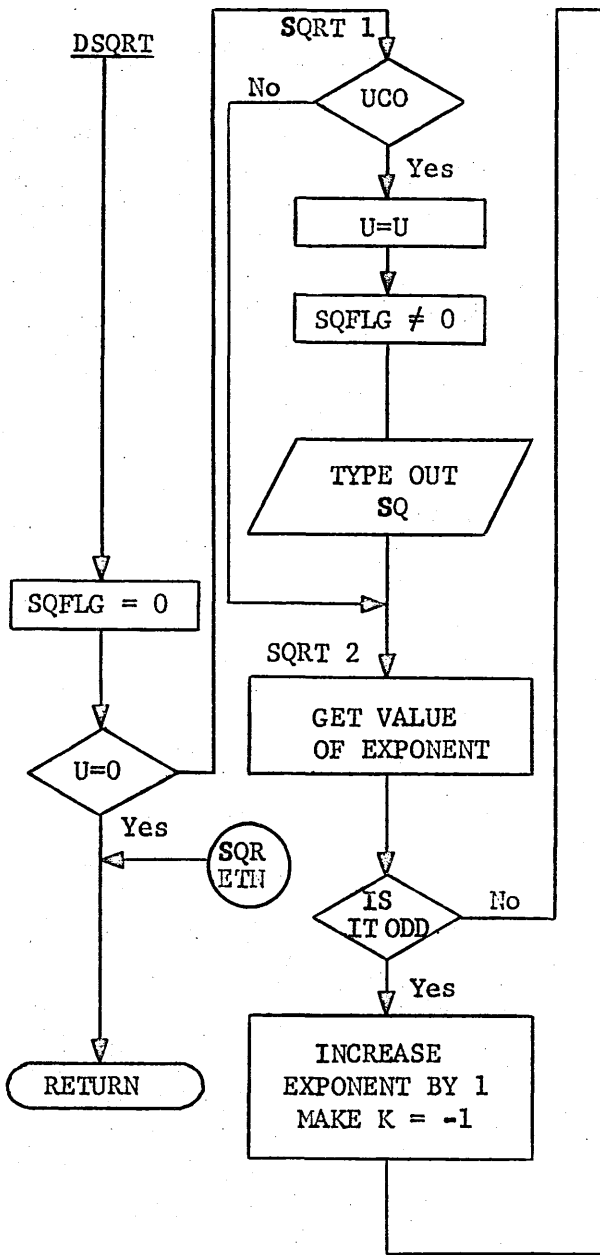 DSQRT
SQFLG = 0
U=0
Yes
SQR
ETN
RETURN
SQRT 1
UCO
No
Yes
U=U
SQFLG ≠ 0
TYPE OUT
SQ
SQRT 2
GET VALUE
OF EXPONENT
IS
IT ODD
No
Yes
INCREASE
EXPONENT BY 1
MAKE K = -1